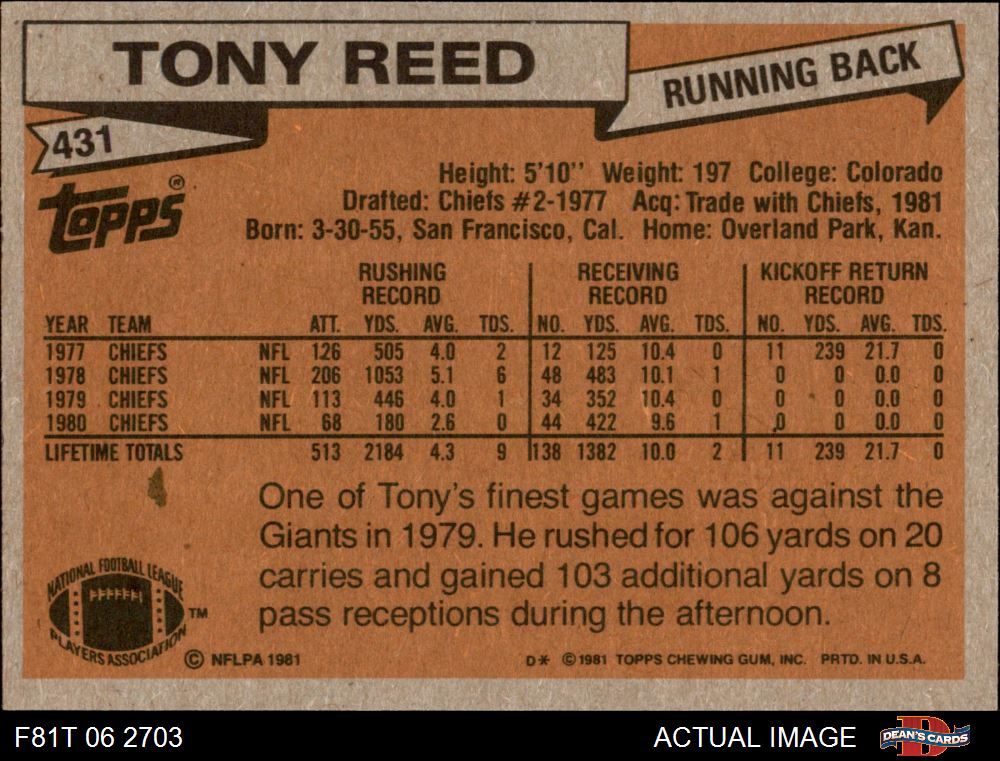 TONY REED
RUNNING BACK
431
Topps®
Height: 5'10'' Weight: 197 College: Colorado
Drafted: Chiefs #2-1977 Acq: Trade with Chiefs, 1981
Born: 3-30-55, San Francisco, Cal. Home: Overland Park, Kan.
RUSHING RECORD RECEIVING RECORD KICKOFF RETURN RECORD
YEAR TEAM ATT. YDS. AVG. TDS. NO. YDS. AVG. TDS. NO. YDS. AVG. TDS.
1977 CHIEFS NFL 126 505 4.0 2 12 125 10.4 0 11 239 21.7 0
1978 CHIEFS NFL 206 1053 5.1 6 48 483 10.1 1 0 0 0.0 0
1979 CHIEFS NFL 113 446 4.0 1 34 352 10.4 0 0 0 0.0 0
1980 CHIEFS NFL 68 180 2.6 0 44 422 9.6 1 0 0 0.0 0
LIFETIME TOTALS 513 2184 4.3 9 138 1382 10.0 2 11 239 21.7 0
One of Tony's finest games was against the
Giants in 1979. He rushed for 106 yards on 20
carries and gained 103 additional yards on 8
pass receptions during the afternoon.
NATIONAL FOOTBALL LEAGUE
PLAYERS ASSOCIATION
TM
© NFLPA 1981
D* © 1981 TOPPS CHEWING GUM, INC. PRTD. IN U.S.A.
F81T 06 2703
ACTUAL IMAGE
D
DEAN'S CARDS